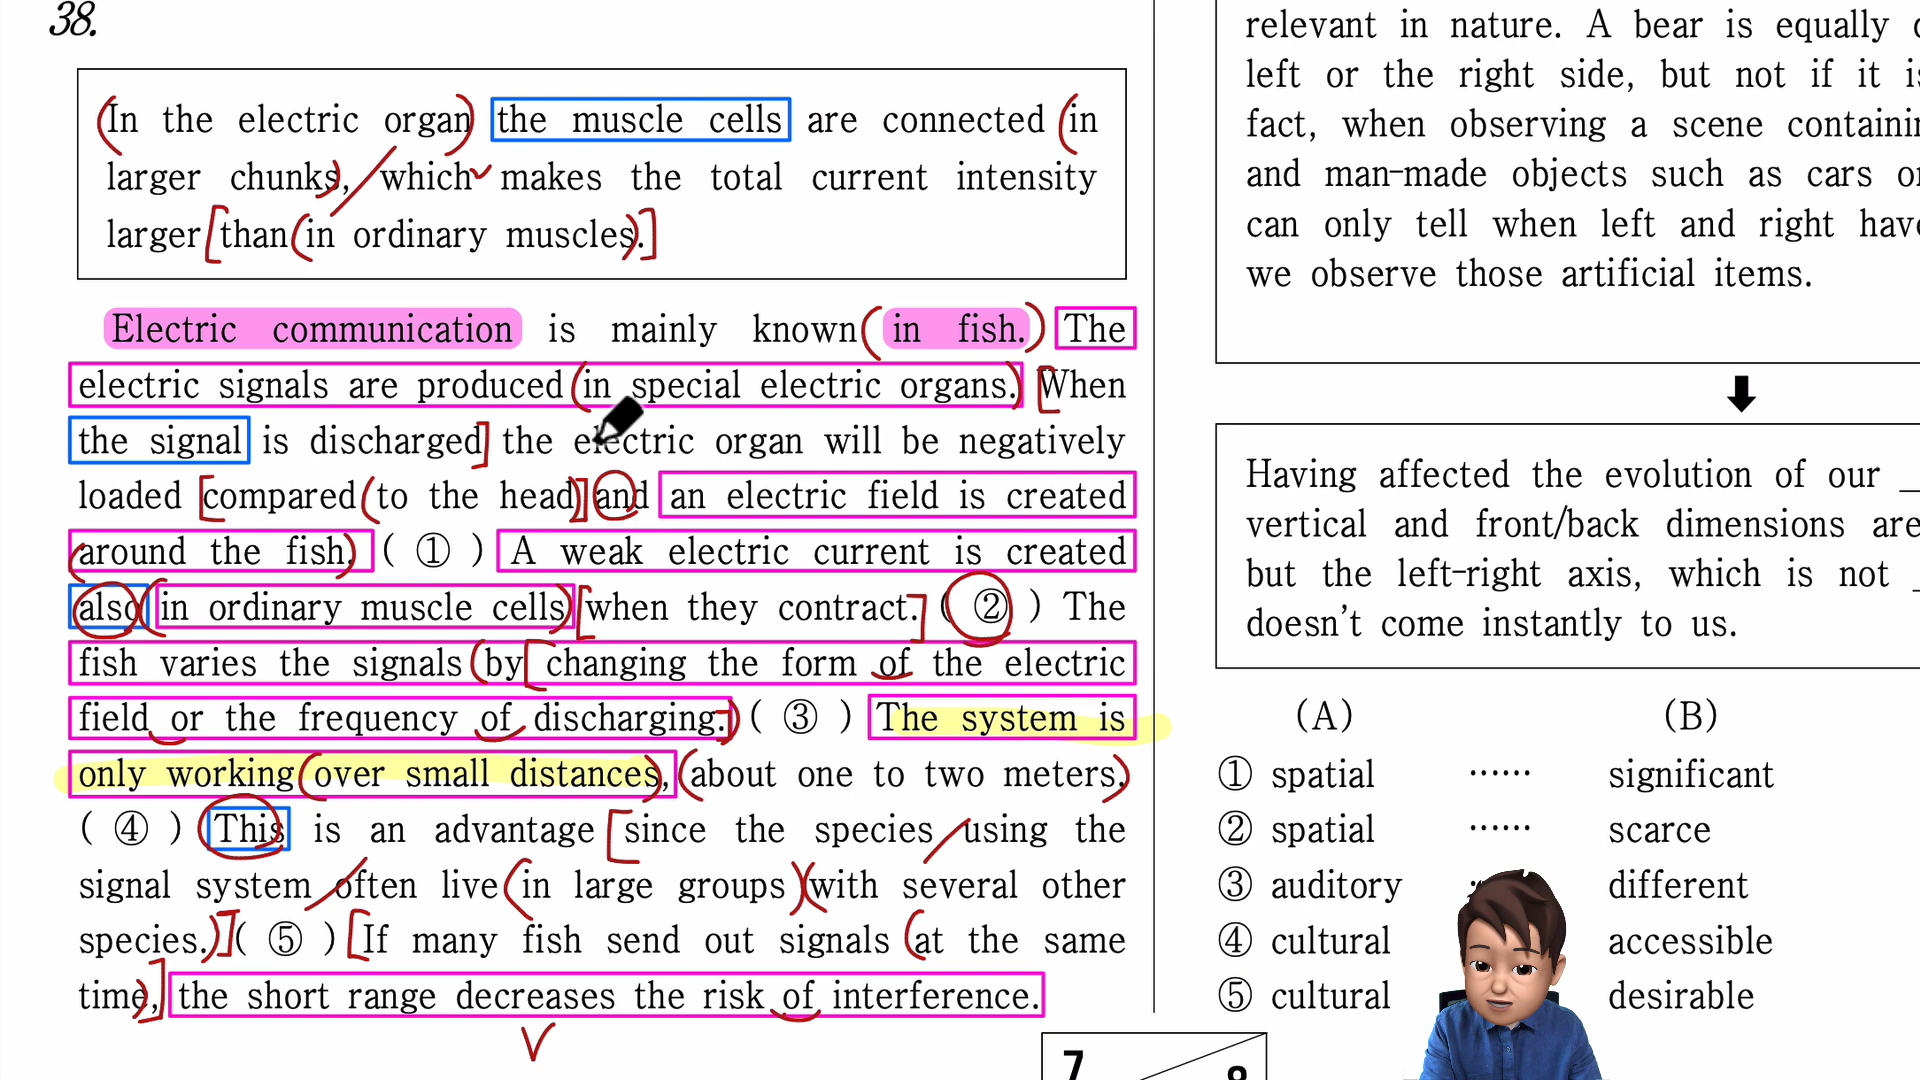 38.
In the electric organ the muscle cells are connected in
larger chunks, which makes the total current intensity
larger than in ordinary muscles.
Electric communication is mainly known in fish. The
electric signals are produced in special electric organs. When
the signal is discharged the electric organ will be negatively
loaded compared to the head and an electric field is created
around the fish. ( ① ) A weak electric current is created
also in ordinary muscle cells when they contract. ( ② ) The
fish varies the signals by changing the form of the electric
field or the frequency of discharging. ( ③ ) The system is
only working over small distances, about one to two meters.
( ④ ) This is an advantage since the species using the
signal system often live in large groups with several other
species. ( ⑤ ) If many fish send out signals at the same
time, the short range decreases the risk of interference.
7
8
relevant in nature. A bear is equally
left or the right side, but not if it
fact, when observing a scene
and man-made objects such as cars
can only tell when left and right
we observe those artificial items.
Having affected the evolution of our
vertical and front/back dimensions are
but the left-right axis, which is not
doesn't come instantly to us.
(A) (B)
① spatial ······ significant
② spatial ······ scarce
③ auditory different
④ cultural accessible
⑤ cultural desirable